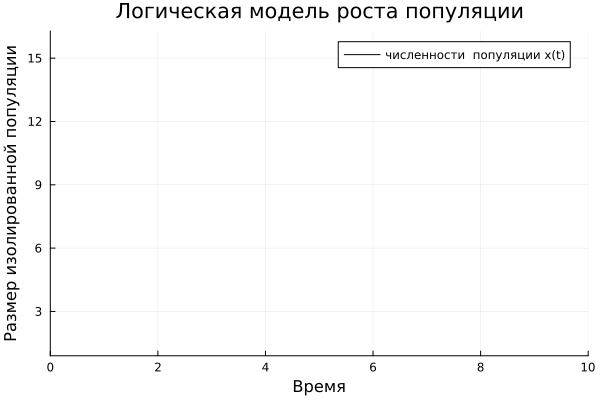 Логическая модель роста популяции
численности популяции x(t)
Размер изолированной популяции
15
12
9
6
3
0 2 4 6 8 10
Время